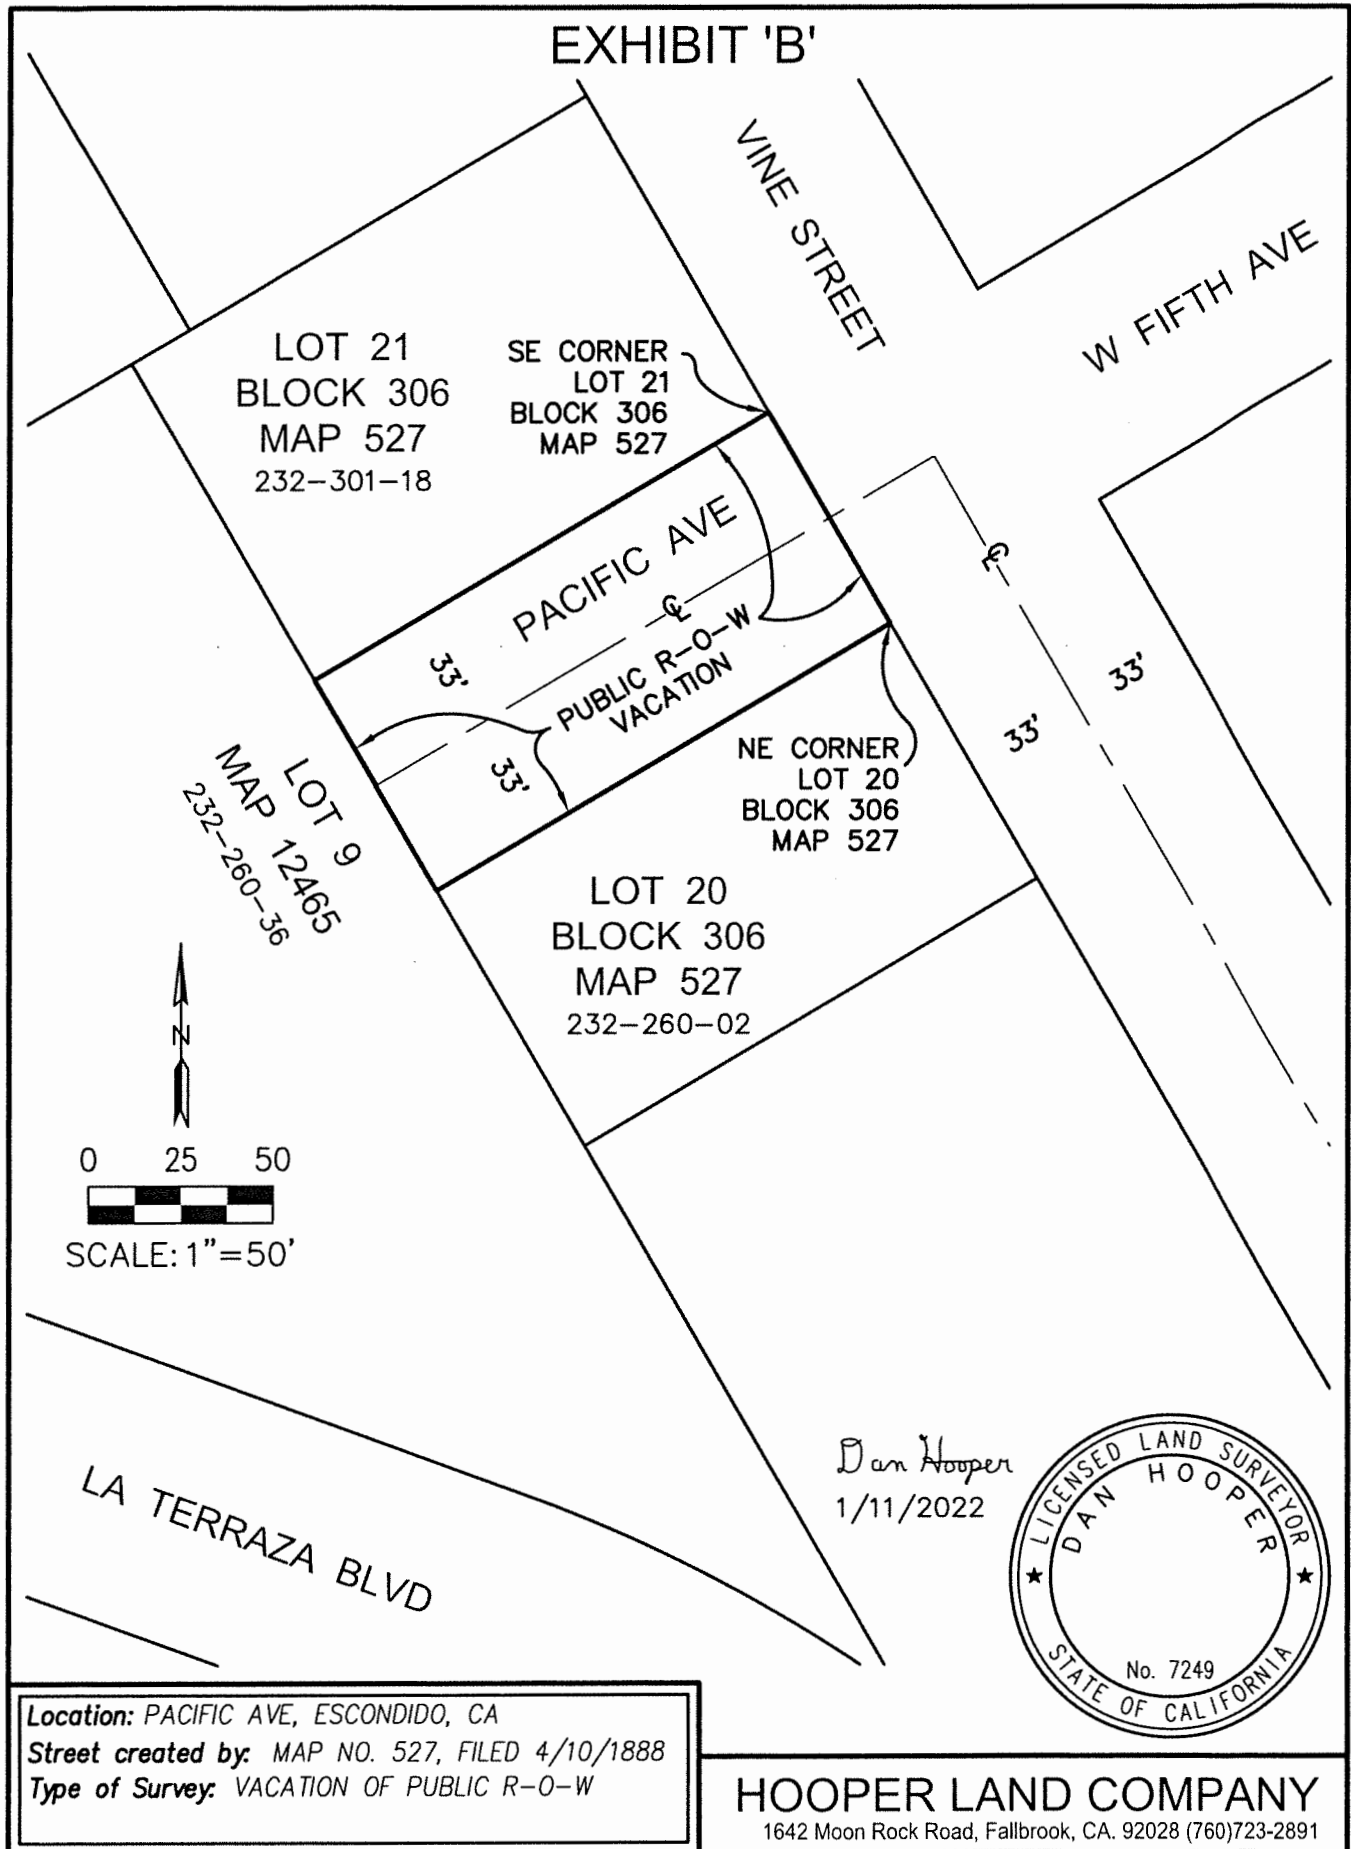 EXHIBIT 'B'
VINE STREET
W FIFTH AVE
LOT 21
BLOCK 306
MAP 527
232-301-18
SE CORNER
LOT 21
BLOCK 306
MAP 527
PACIFIC AVE
℄
℄
33'
PUBLIC R-O-W
VACATION
33'
33'
33'
NE CORNER
LOT 20
BLOCK 306
MAP 527
LOT 9
MAP 12465
232-260-36
LOT 20
BLOCK 306
MAP 527
232-260-02
N
0 25 50
SCALE: 1"=50'
LA TERRAZA BLVD
Dan Hooper
1/11/2022
LICENSED LAND SURVEYOR
DAN HOOPER
No. 7249
STATE OF CALIFORNIA
Location: PACIFIC AVE, ESCONDIDO, CA
Street created by: MAP NO. 527, FILED 4/10/1888
Type of Survey: VACATION OF PUBLIC R-O-W
HOOPER LAND COMPANY
1642 Moon Rock Road, Fallbrook, CA. 92028 (760)723-2891